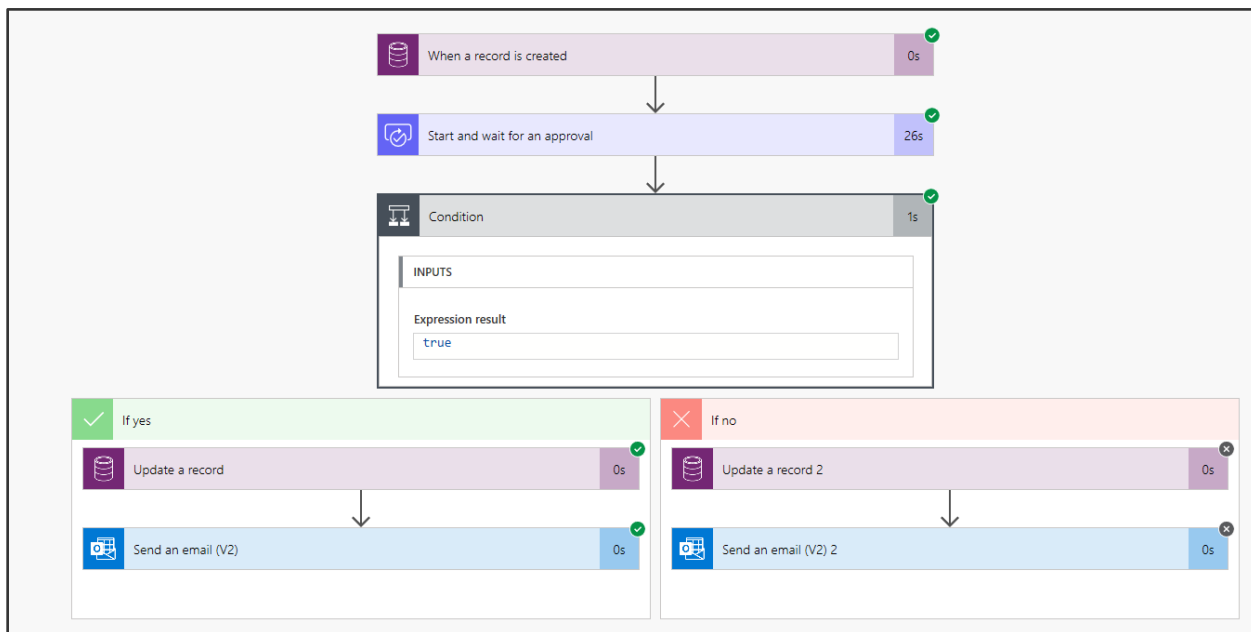 When a record is created
0s
Start and wait for an approval
26s
Condition
1s
INPUTS
Expression result
true
If yes
Update a record
0s
Send an email (V2)
0s
If no
Update a record 2
0s
Send an email (V2) 2
0s